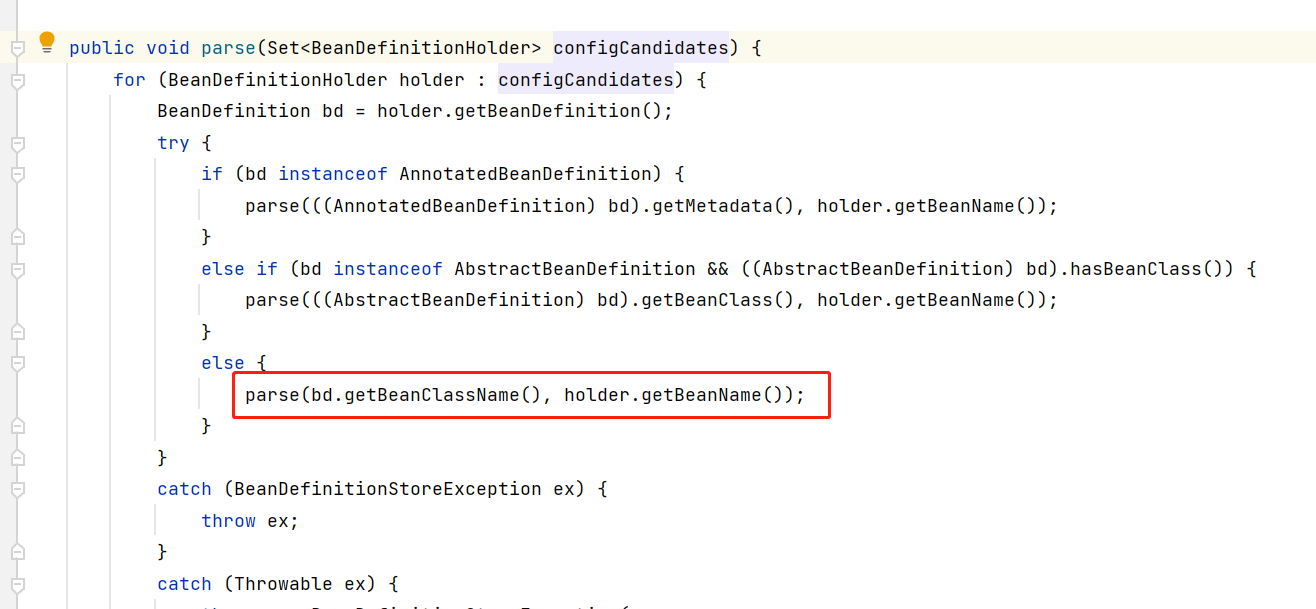 public void parse(Set<BeanDefinitionHolder> configCandidates) {
for (BeanDefinitionHolder holder : configCandidates) {
BeanDefinition bd = holder.getBeanDefinition();
try {
if (bd instanceof AnnotatedBeanDefinition) {
parse(((AnnotatedBeanDefinition) bd).getMetadata(), holder.getBeanName());
}
else if (bd instanceof AbstractBeanDefinition && ((AbstractBeanDefinition) bd).hasBeanClass()) {
parse(((AbstractBeanDefinition) bd).getBeanClass(), holder.getBeanName());
}
else {
parse(bd.getBeanClassName(), holder.getBeanName());
}
}
catch (BeanDefinitionStoreException ex) {
throw ex;
}
catch (Throwable ex) {